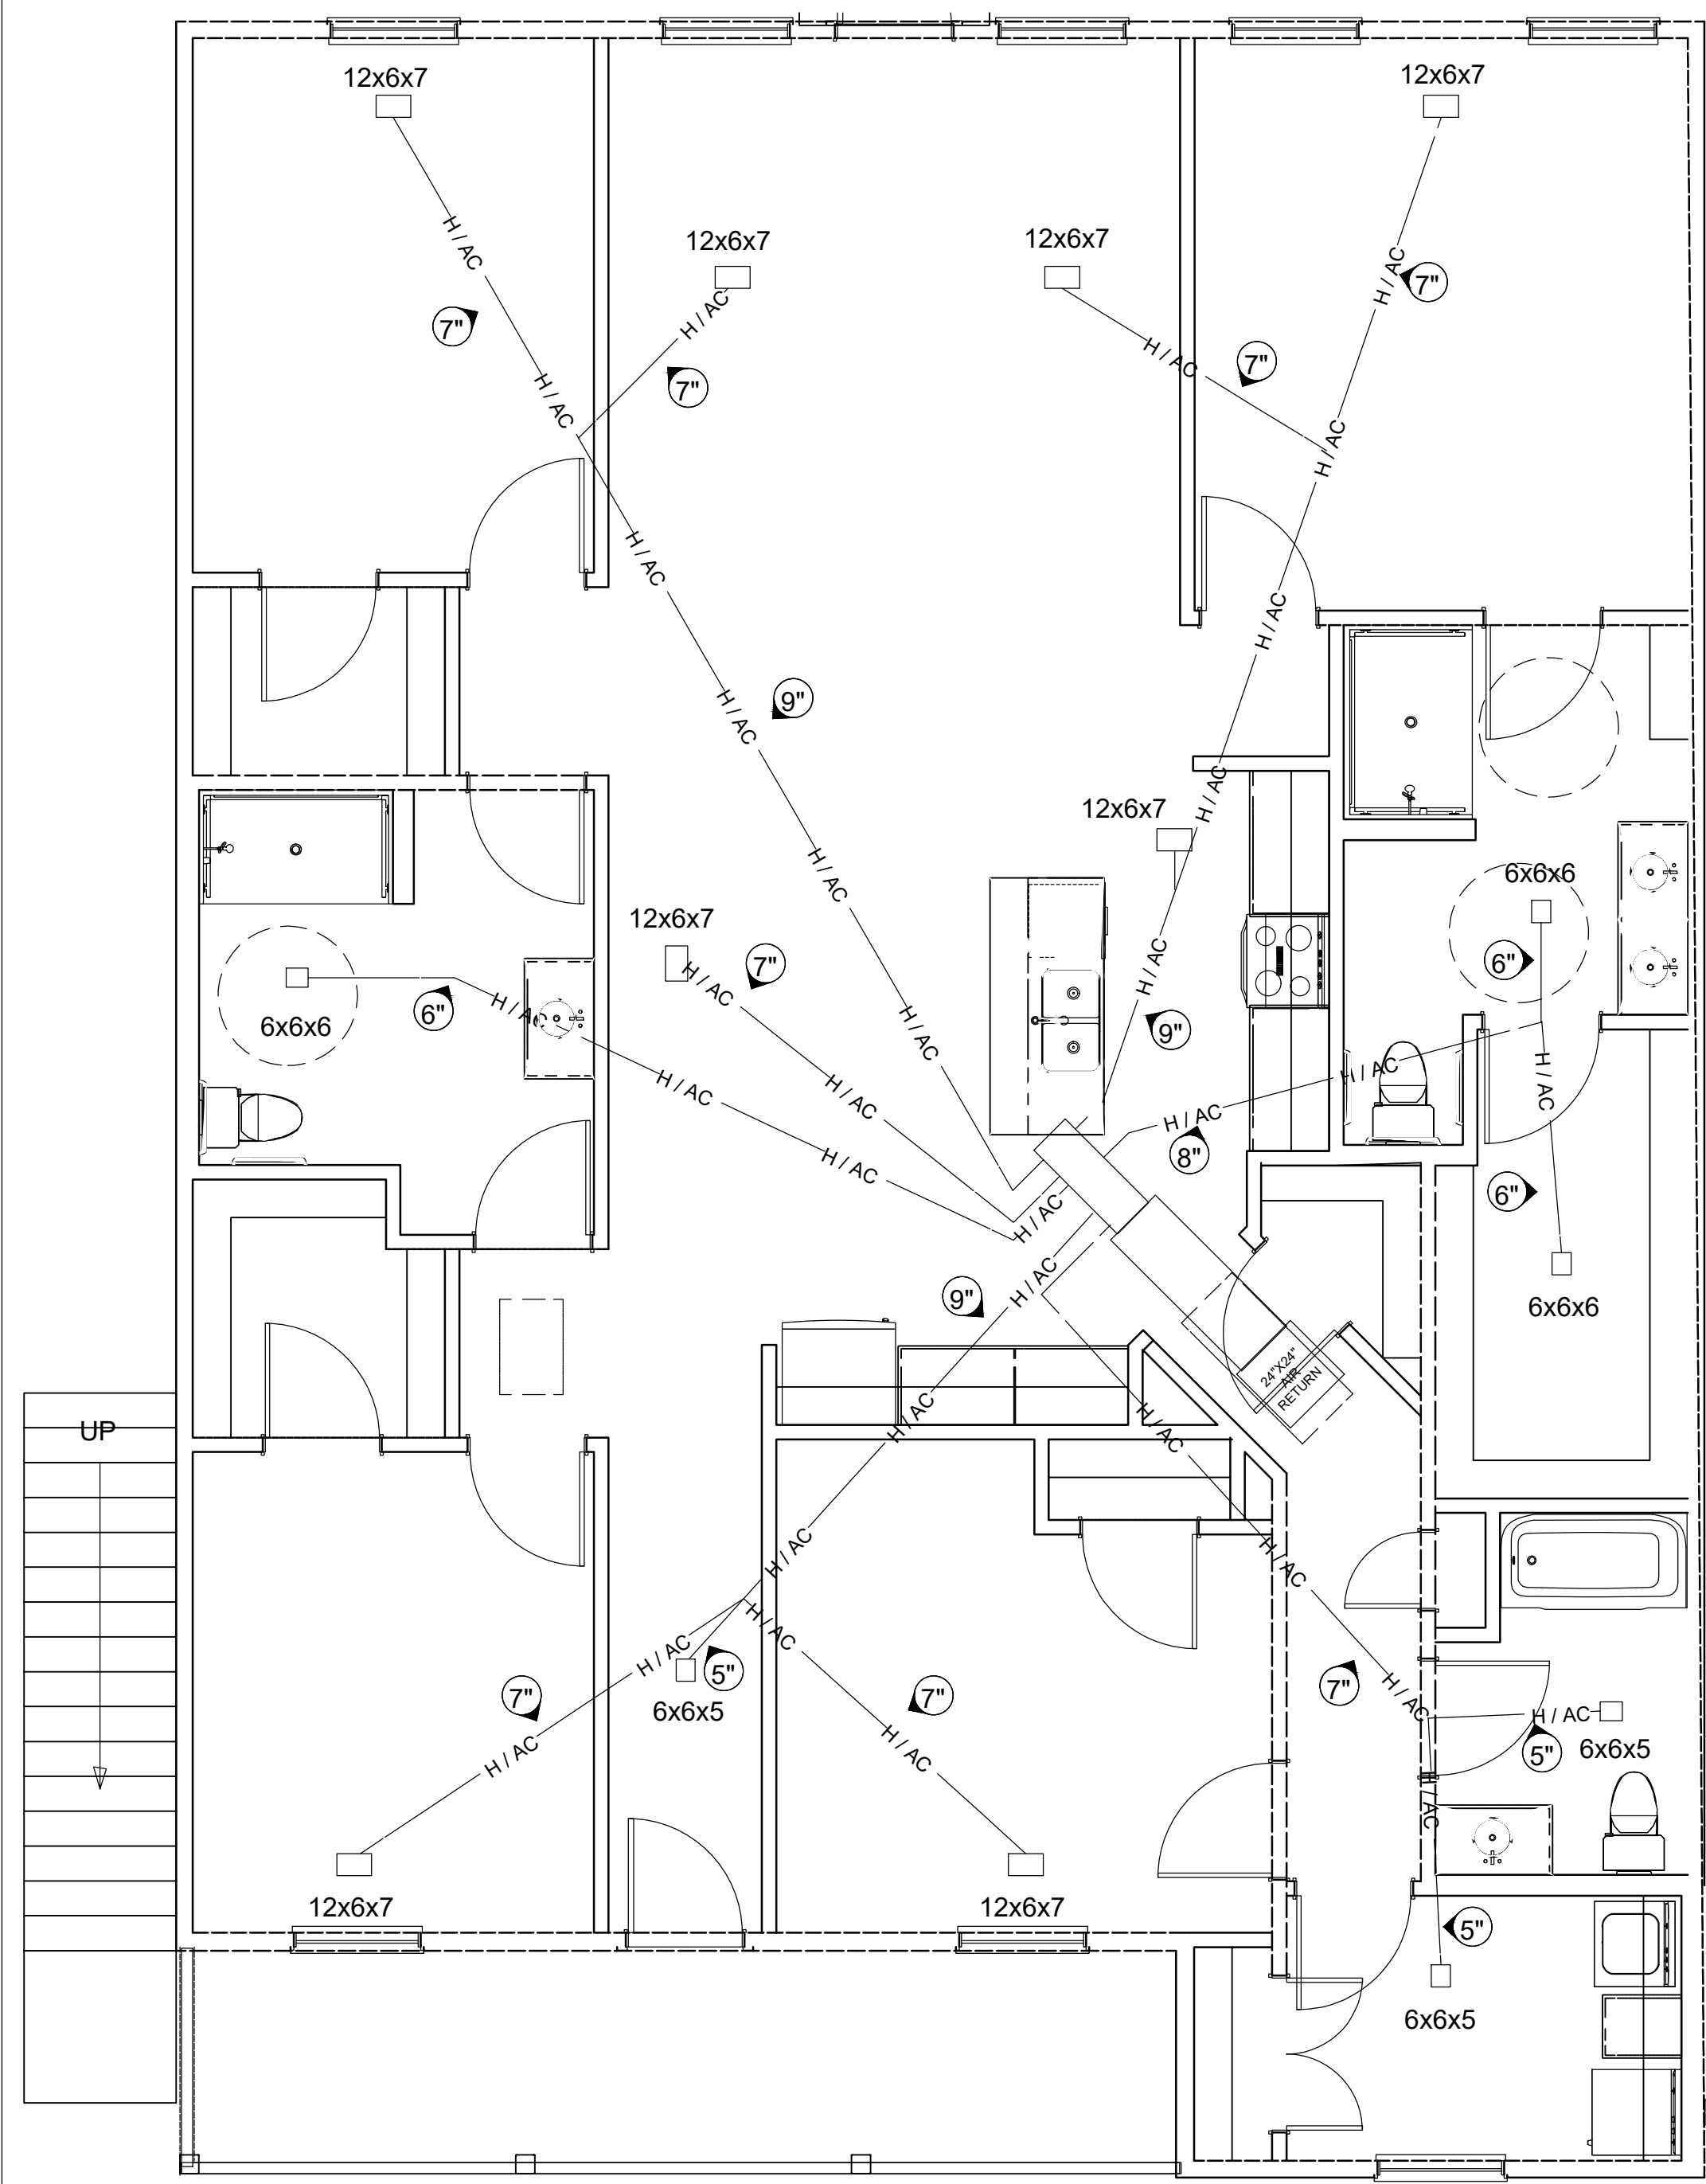 12x6x7
12x6x7
12x6x7
12x6x7
H / AC
H / AC
H / AC
7"
7"
H / AC
7"
7"
H / AC
H / AC
H / AC
H / AC
9"
H / AC
H / AC
12x6x7
H / AC
6x6x6
12x6x7
7"
H / AC
H / AC
6"
6x6x6
6"
H / AC
H / AC
9"
H / AC
H / AC
H / AC
H / AC
H / AC
8"
H / AC
6"
H / AC
9"
H / AC
6x6x6
24"X24"
AIR
RETURN
UP
H / AC
H / AC
H / AC
H / AC
H / AC
H / AC
7"
5"
7"
7"
H / AC
6x6x5
H / AC
5"
6x6x5
H / AC
H / AC
H / AC
12x6x7
12x6x7
5"
6x6x5